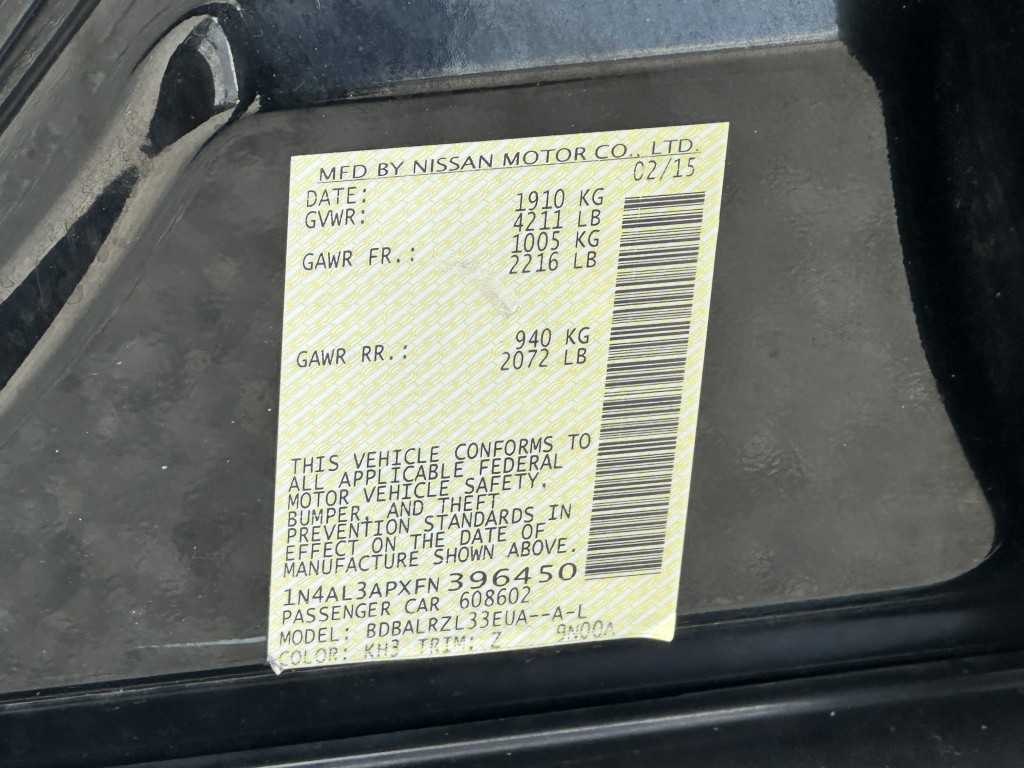 MFD BY NISSAN MOTOR CO., LTD.
DATE: 02/15
GVWR: 1910 KG
4211 LB
GAWR FR.: 1005 KG
2216 LB
GAWR RR.: 940 KG
2072 LB
THIS VEHICLE CONFORMS TO
ALL APPLICABLE FEDERAL
MOTOR VEHICLE SAFETY,
BUMPER, AND THEFT
PREVENTION STANDARDS IN
EFFECT ON THE DATE OF
MANUFACTURE SHOWN ABOVE.
1N4AL3APXFN396450
PASSENGER CAR 608602
MODEL: BDBALRZL33EUA--A-L
COLOR: KH3 TRIM: Z 9N00A